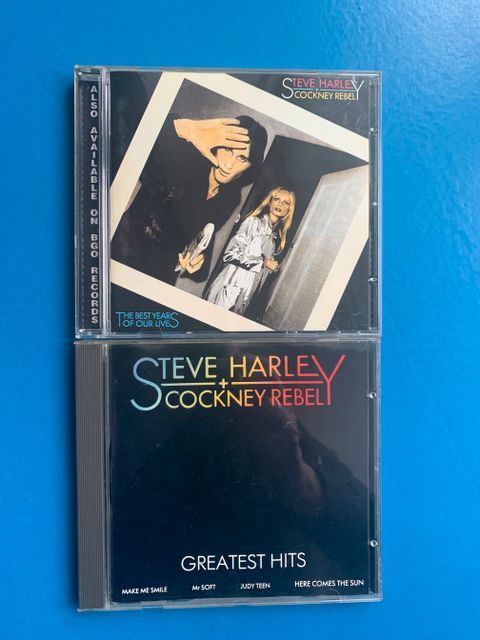 ALSO AVAILABLE ON BGO RECORDS
STEVE HARLEY
+
COCKNEY REBEL
THE BEST YEARS
OF OUR LIVES
STEVE HARLEY
+
COCKNEY REBEL
GREATEST HITS
MAKE ME SMILE Mr SOFT JUDY TEEN HERE COMES THE SUN